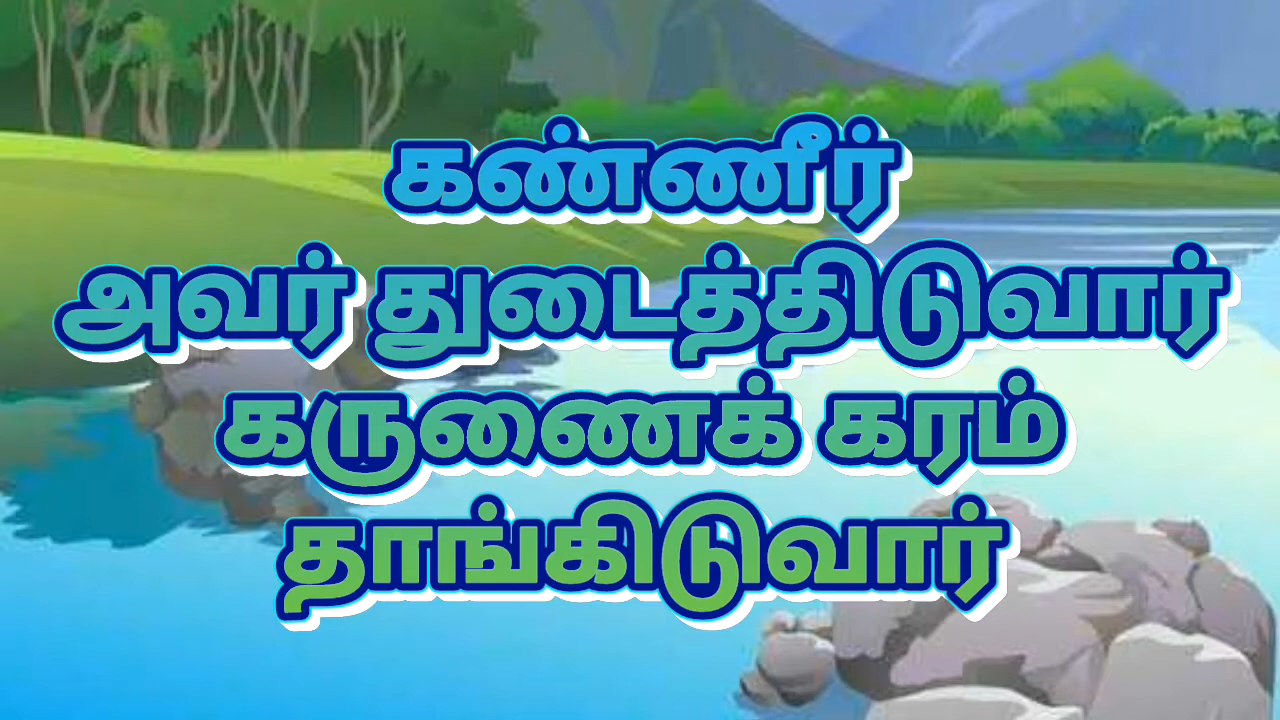 கண்ணீர்
அவர் துடைத்திடுவார்
கருணைக் கரம்
தாங்கிடுவார்